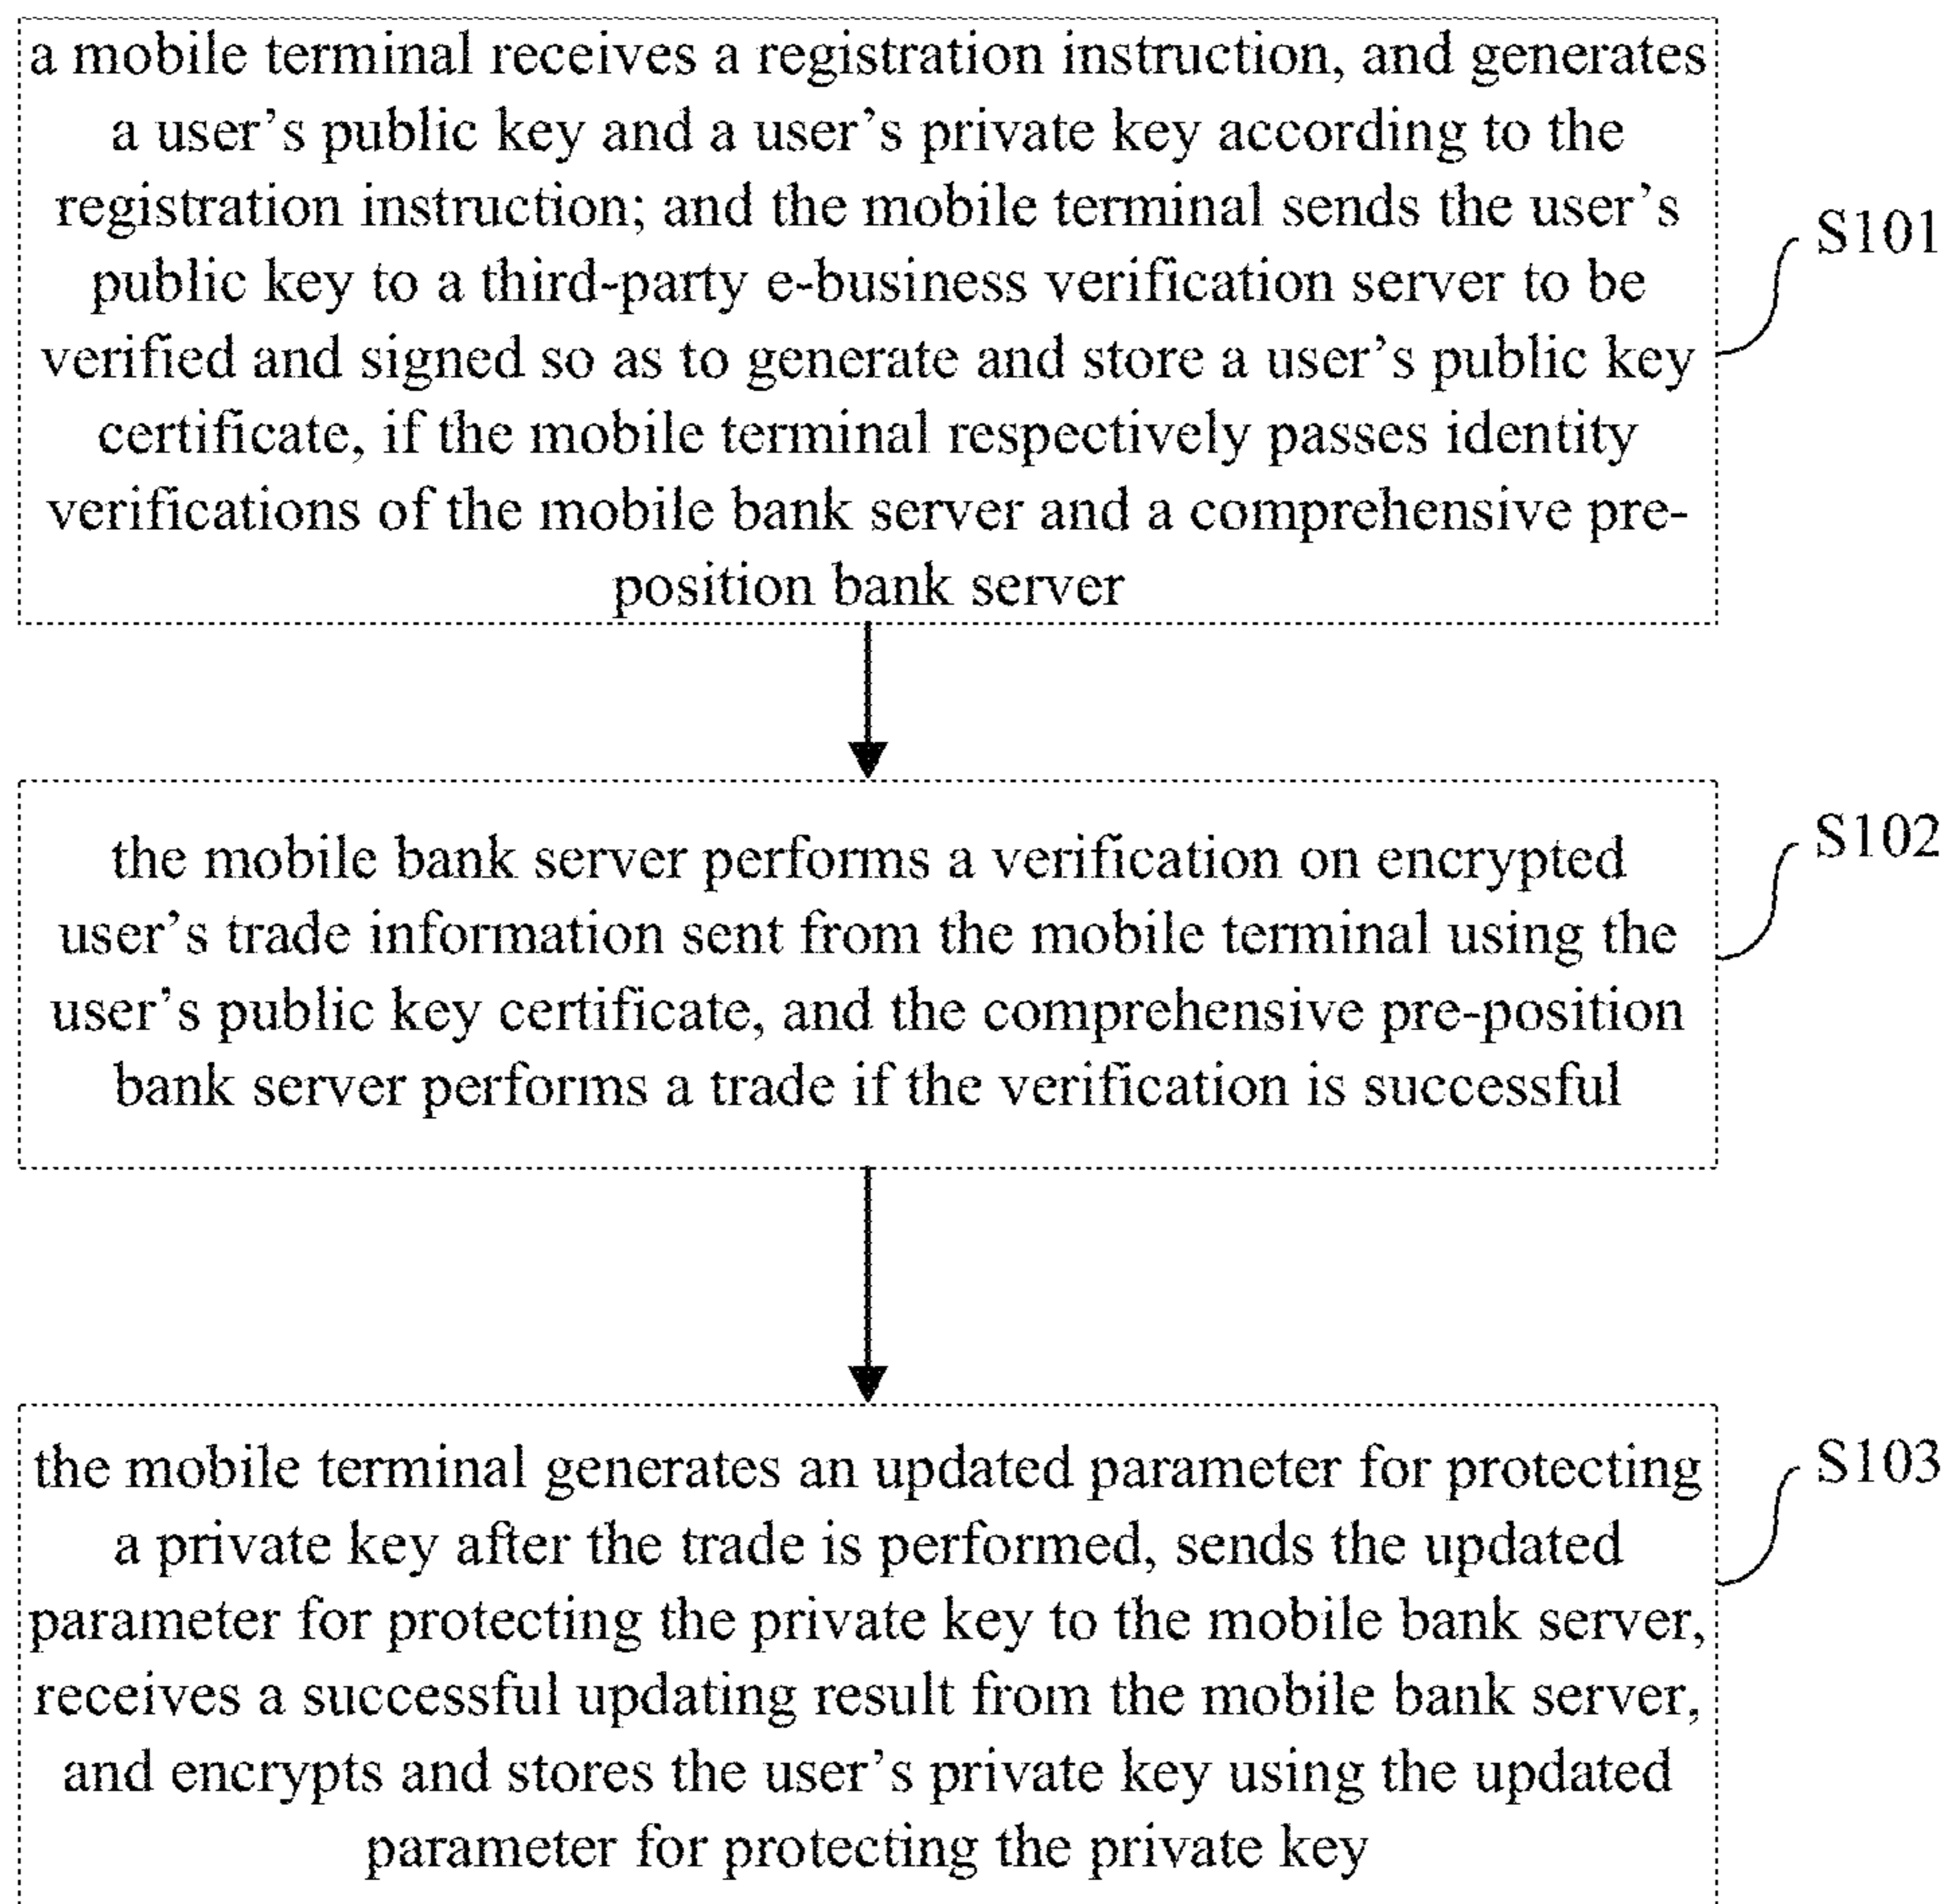 a mobile terminal receives a registration instruction, and generates
a user’s public key and a user’s private key according to the
registration instruction; and the mobile terminal sends the user’s
public key to a third-party e-business verification server to be
verified and signed so as to generate and store a user’s public key
certificate, if the mobile terminal respectively passes identity
verifications of the mobile bank server and a comprehensive pre-
position bank server
S101
the mobile bank server performs a verification on encrypted
user’s trade information sent from the mobile terminal using the
user’s public key certificate, and the comprehensive pre-position
bank server performs a trade if the verification is successful
S102
the mobile terminal generates an updated parameter for protecting
a private key after the trade is performed, sends the updated
parameter for protecting the private key to the mobile bank server,
receives a successful updating result from the mobile bank server,
and encrypts and stores the user’s private key using the updated
parameter for protecting the private key
S103